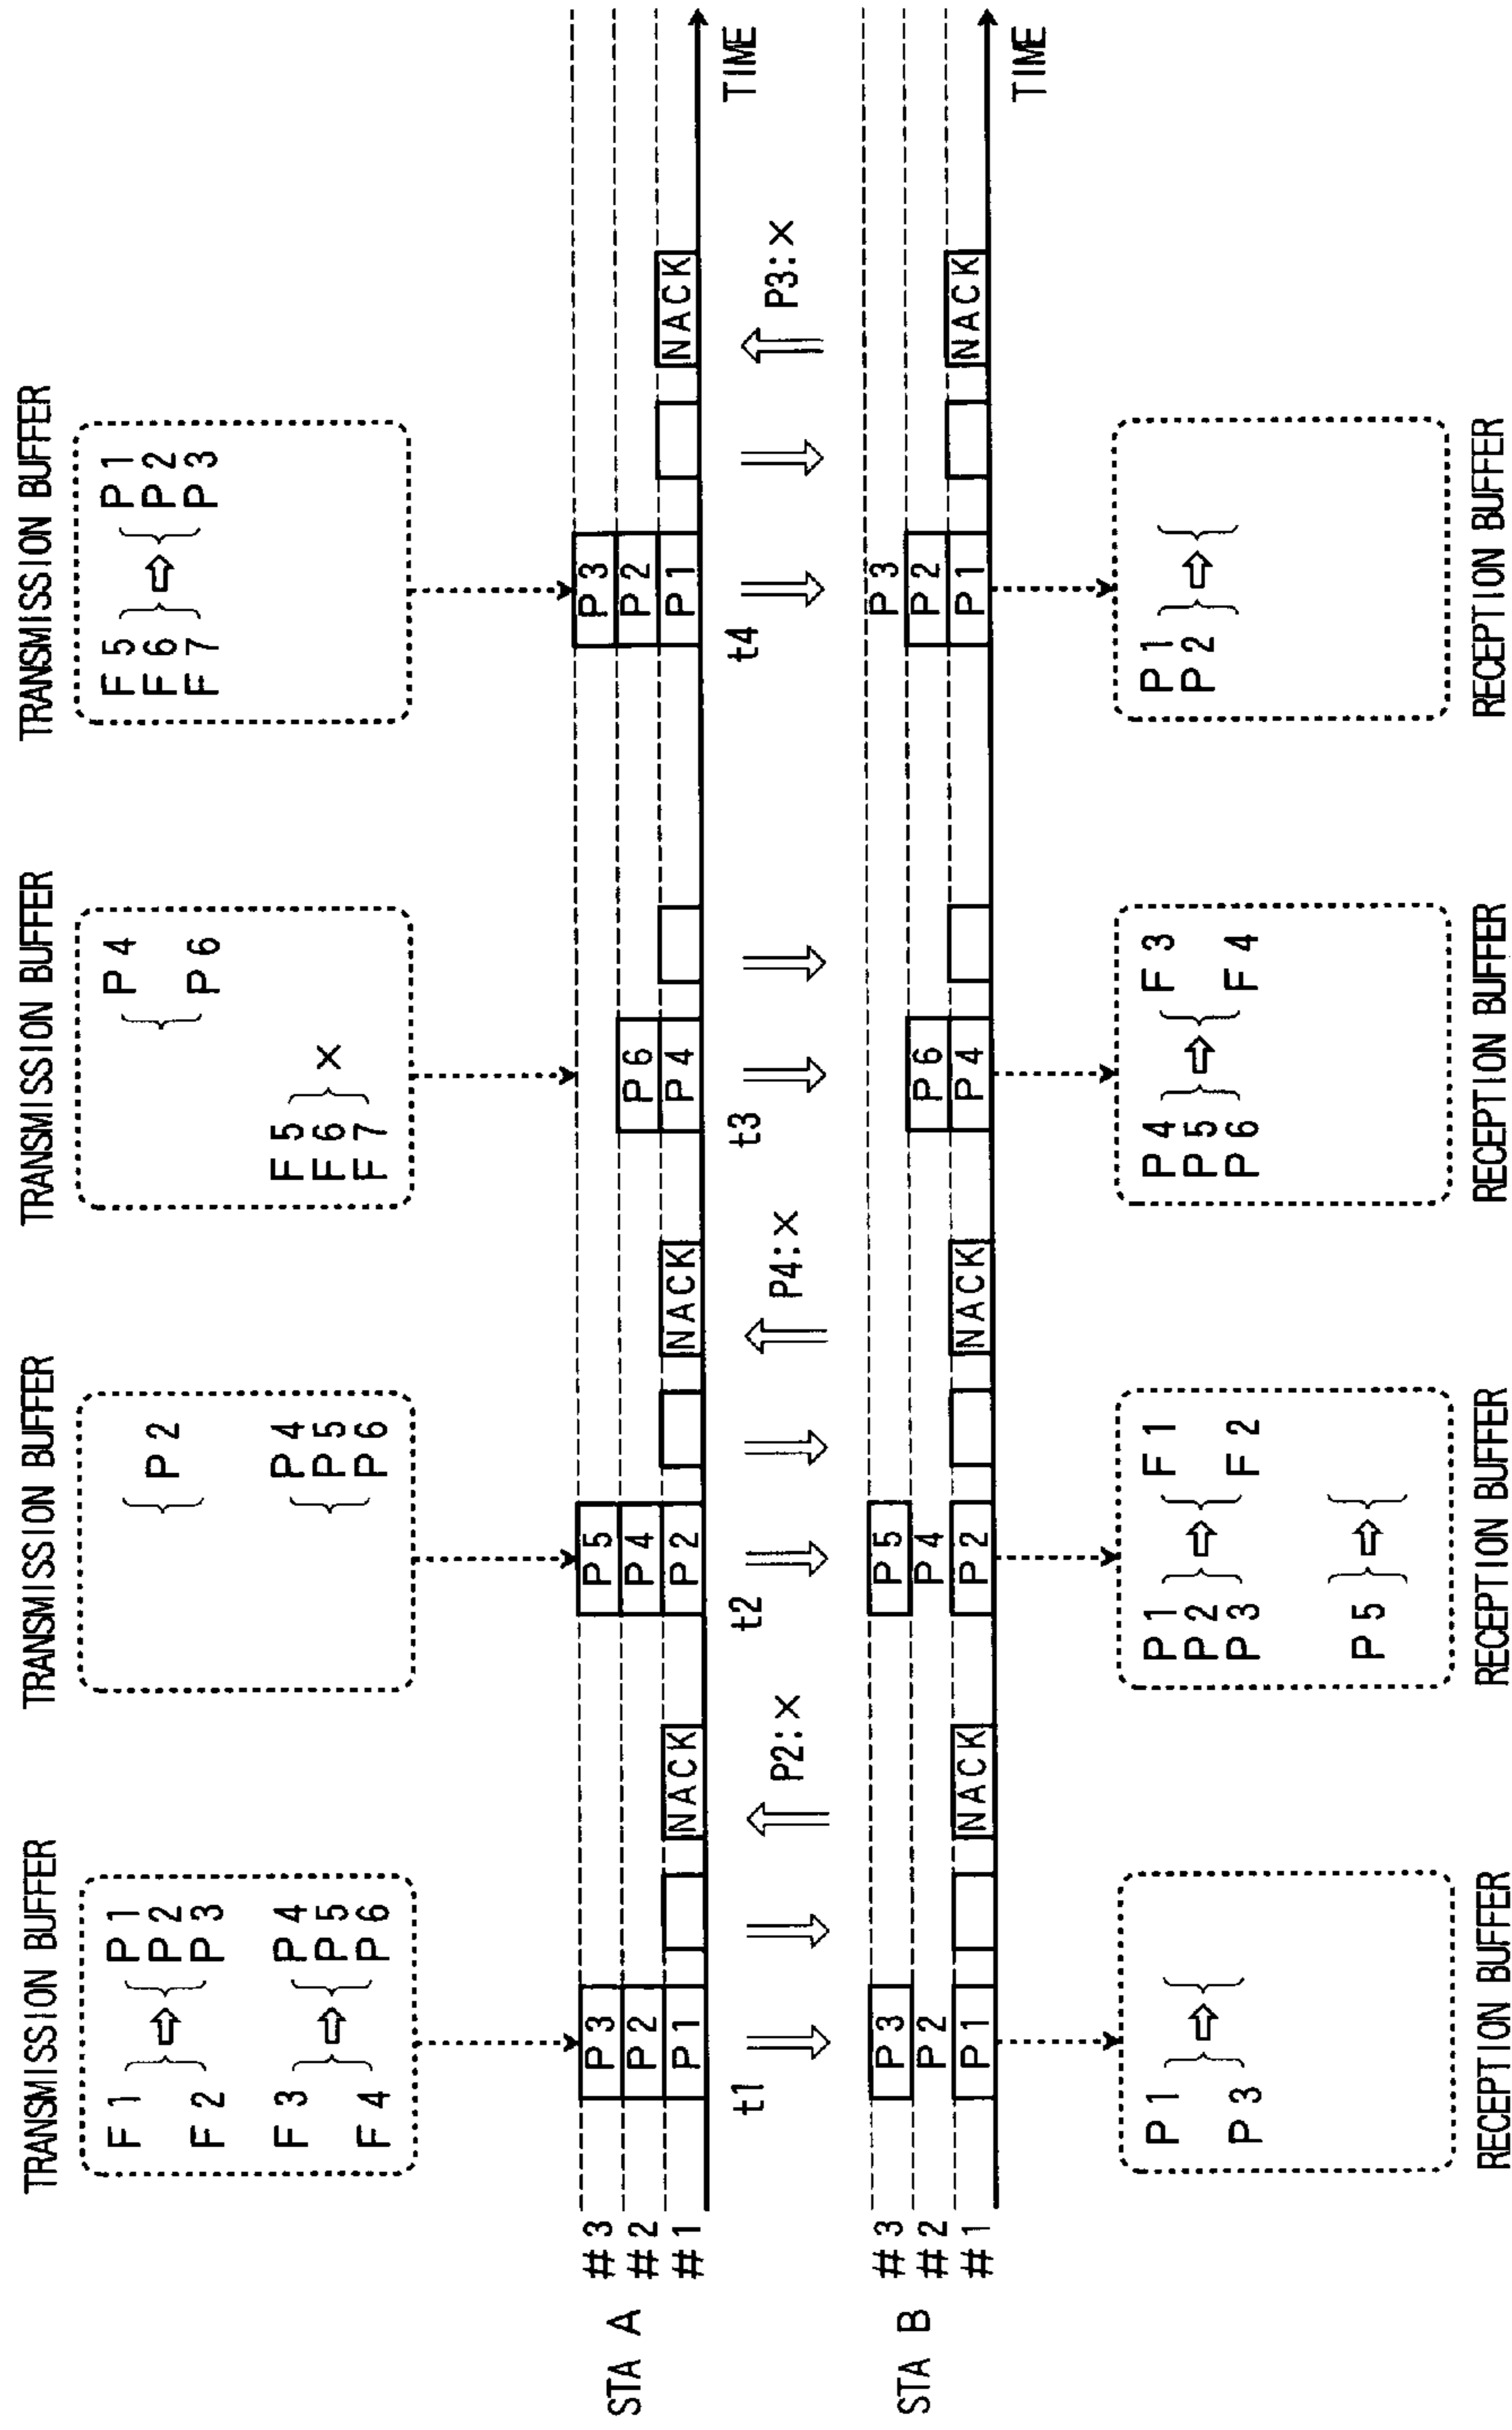 TRANSMISSION BUFFER
TRANSMISSION BUFFER
TRANSMISSION BUFFER
TRANSMISSION BUFFER
F1 P1
P2
F2 P3
F3 P4
P5
F4 P6
P2
P4
P5
P6
P4
P6
F5
F6 ×
F7
F5 P1
F6 P2
F7 P3
STA A
#3
#2
#1
P3
P2
P1
NACK
P5
P4
P2
NACK
P6
P4
P3
P2
P1
NACK
TIME
t1
P2:×
t2
P4:×
t3
t4
P3:×
STA B
#3
#2
#1
P3
P2
P1
NACK
P5
P4
P2
NACK
P6
P4
P3
P2
P1
NACK
TIME
P1
P3
P1 F1
P2
P3 F2
P5
P4 F3
P5
P6 F4
P1
P2
RECEPTION BUFFER
RECEPTION BUFFER
RECEPTION BUFFER
RECEPTION BUFFER